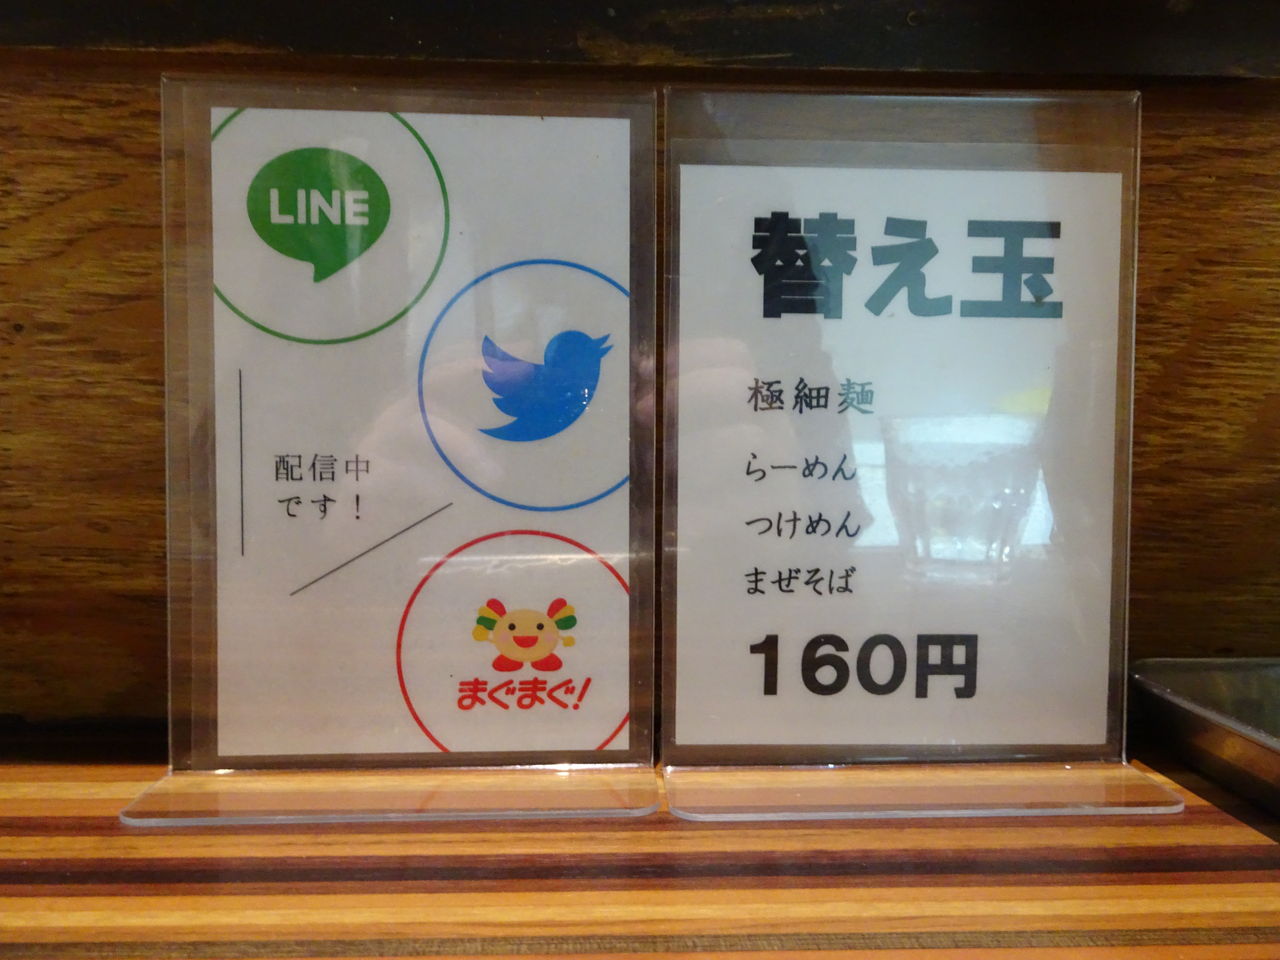 LINE
配信中
です！
まぐまぐ!
替え玉
極細麺
らーめん
つけめん
まぜそば
160円